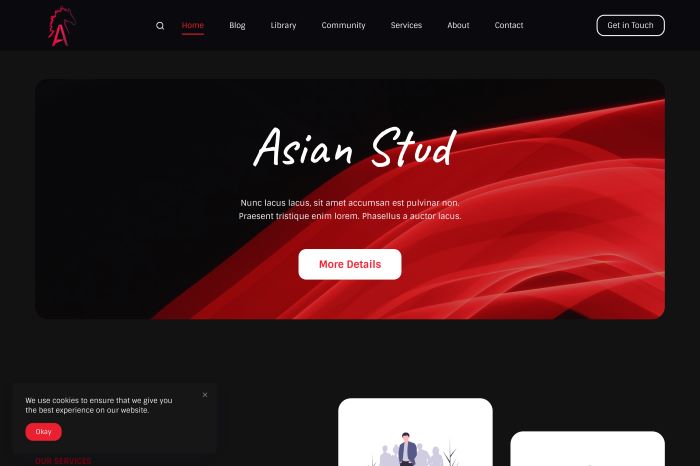 Home
Blog
Library
Community
Services
About
Contact
Get in Touch
Asian Stud
Nunc lacus lacus, sit amet accumsan est pulvinar non.
Praesent tristique enim lorem. Phasellus a auctor lacus.
More Details
We use cookies to ensure that we give you
the best experience on our website.
×
Okay
OUR SERVICES